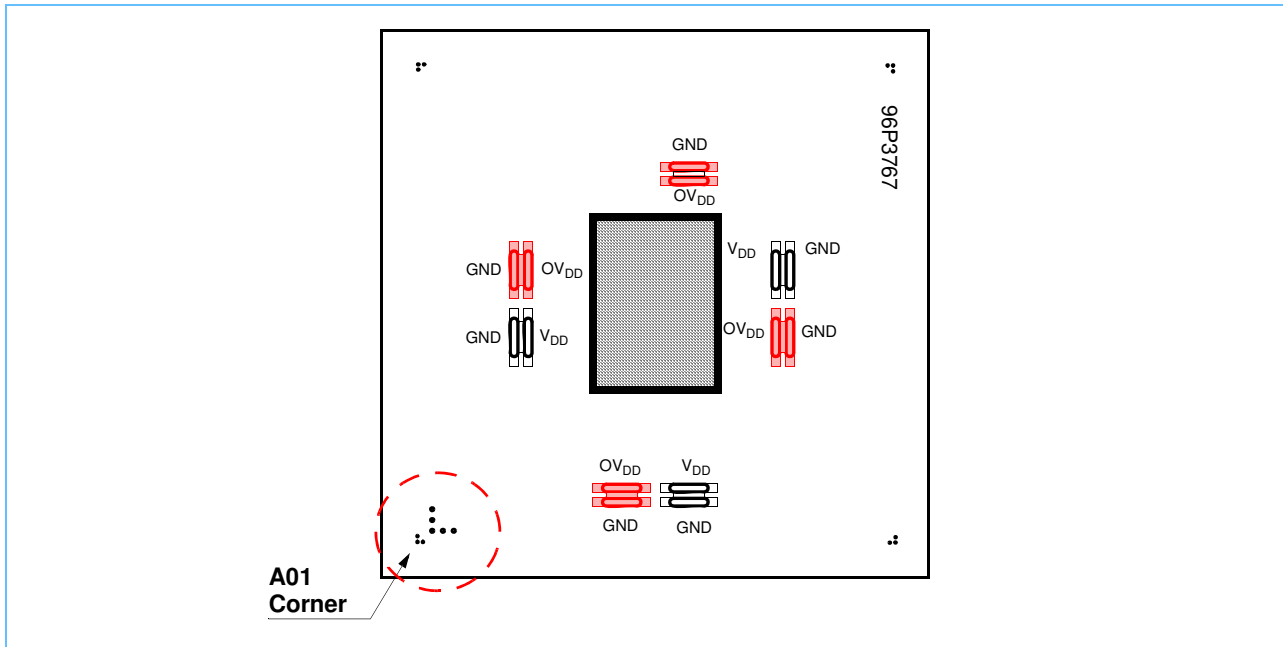 96P3767
GND
OVDD
VDD GND
GND OVDD
OVDD GND
GND VDD
OVDD VDD
GND GND
A01
Corner